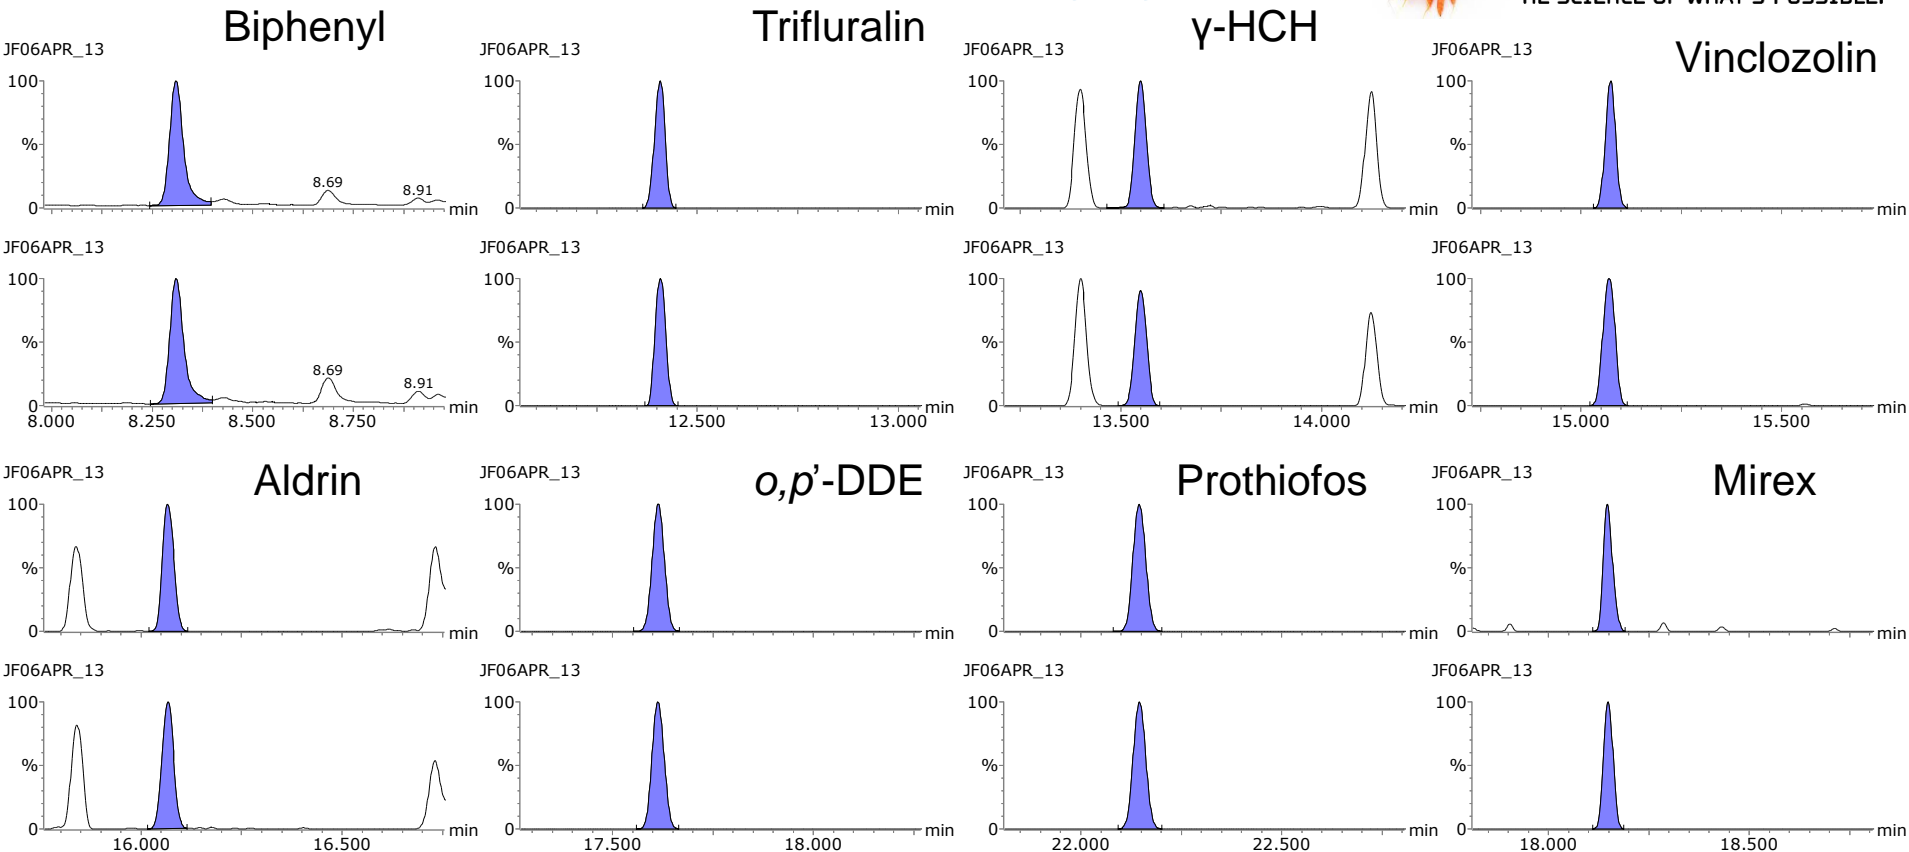 HE SCIENCE OF WHAT'S POSSIBLE.
Biphenyl
Trifluralin
γ-HCH
Vinclozolin
JF06APR_13
JF06APR_13
JF06APR_13
JF06APR_13
100
%
0
8.69
8.91
min
100
%
0
100
%
0
min
100
%
0
min
JF06APR_13
JF06APR_13
JF06APR_13
JF06APR_13
100
%
0
8.69
8.91
min
8.000
8.250
8.500
8.750
100
%
0
12.500
13.000
100
%
0
min
13.500
14.000
100
%
0
min
15.000
15.500
Aldrin
o,p'-DDE
Prothiofos
Mirex
JF06APR_13
JF06APR_13
JF06APR_13
JF06APR_13
100
%
0
min
100
%
0
100
%
0
min
100
%
0
min
JF06APR_13
JF06APR_13
JF06APR_13
JF06APR_13
100
%
0
min
16.000
16.500
100
%
0
17.500
18.000
100
%
0
min
22.000
22.500
100
%
0
min
18.000
18.500